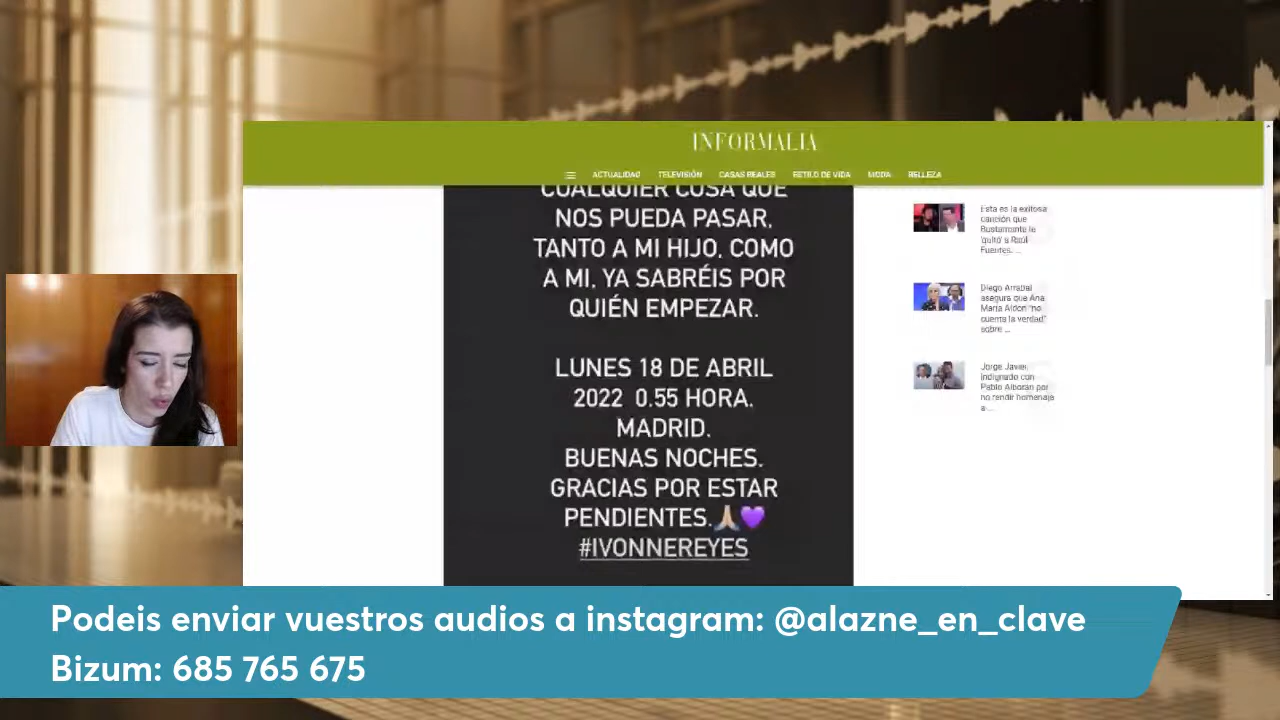 INFORMALIA
ACTUALIDAD TELEVISIÓN CASAS REALES ESTILO DE VIDA MODA BELLEZA
CUALQUIER COSA QUE
NOS PUEDA PASAR,
TANTO A MI HIJO, COMO
A MI, YA SABRÉIS POR
QUIÉN EMPEZAR.
LUNES 18 DE ABRIL
2022 0.55 HORA.
MADRID.
BUENAS NOCHES.
GRACIAS POR ESTAR
PENDIENTES.🙏🏼💜
#IVONNEREYES
Esta es la exitosa
canción que
Bustamante le
'quitó' a Raúl
Fuentes. ...
Diego Arrabal
asegura que Ana
María Aldón "no
cuenta la verdad"
sobre ...
Jorge Javier,
indignado con
Pablo Alborán por
no rendir homenaje
a ...
Podeis enviar vuestros audios a instagram: @alazne_en_clave
Bizum: 685 765 675